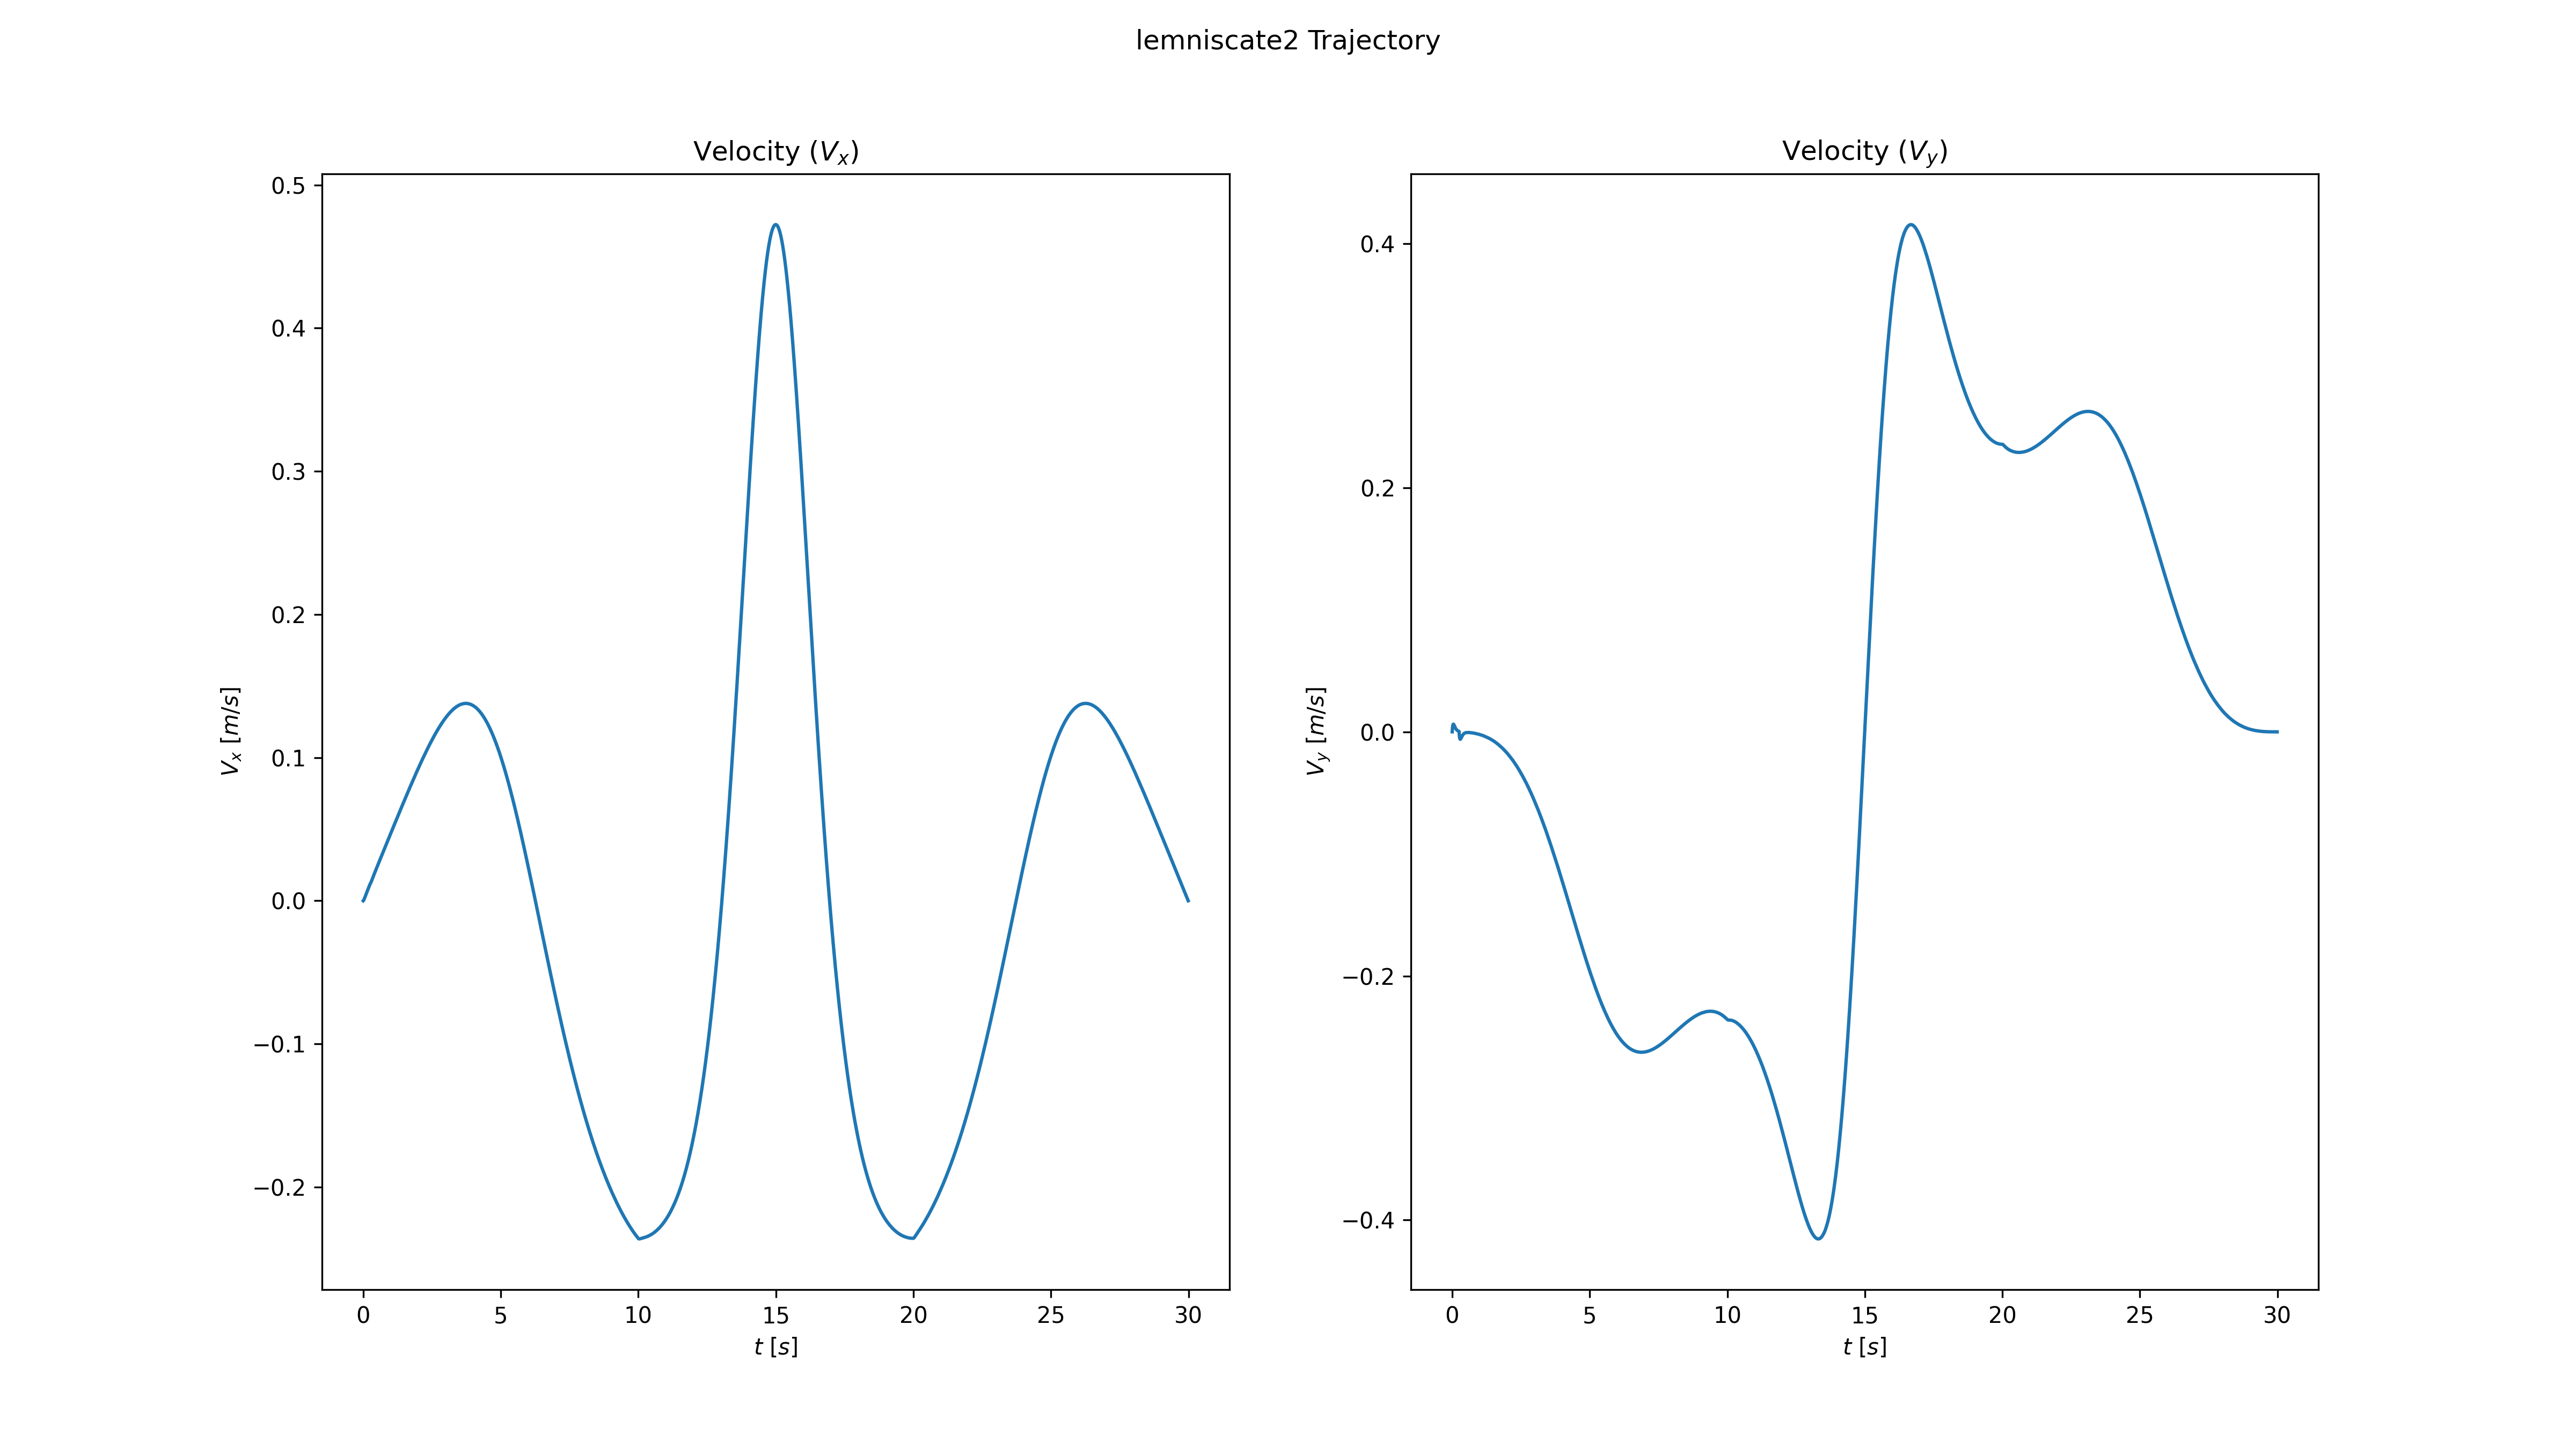 lemniscate2 Trajectory
Velocity (Vx)
0.5
0.4
0.3
0.2
0.1
0.0
−0.1
−0.2
Vx [m/s]
0 5 10 15 20 25 30
t [s]
Velocity (Vy)
0.4
0.2
0.0
−0.2
−0.4
Vy [m/s]
0 5 10 15 20 25 30
t [s]